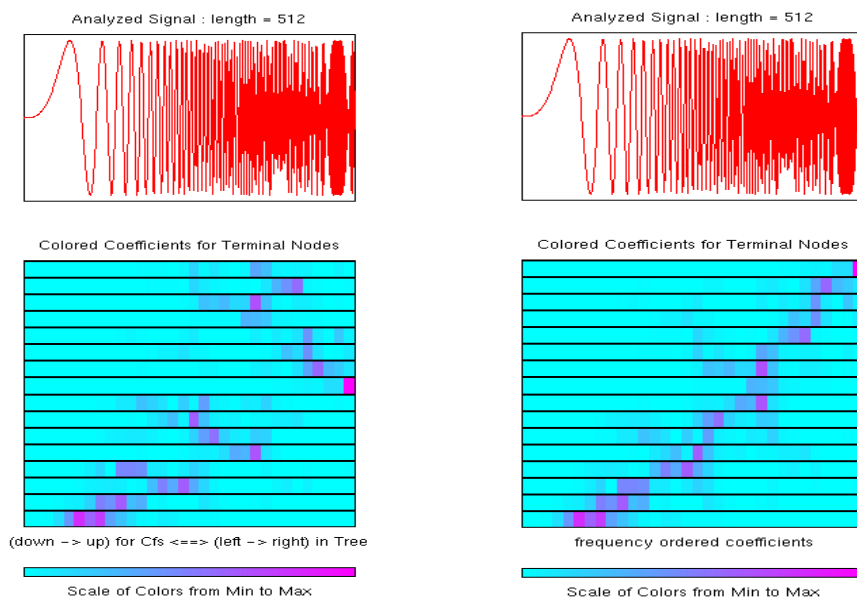 Analyzed Signal : length = 512
Colored Coefficients for Terminal Nodes
(down -> up) for Cfs <==> (left -> right) in Tree
Scale of Colors from Min to Max
Analyzed Signal : length = 512
Colored Coefficients for Terminal Nodes
frequency ordered coefficients
Scale of Colors from Min to Max